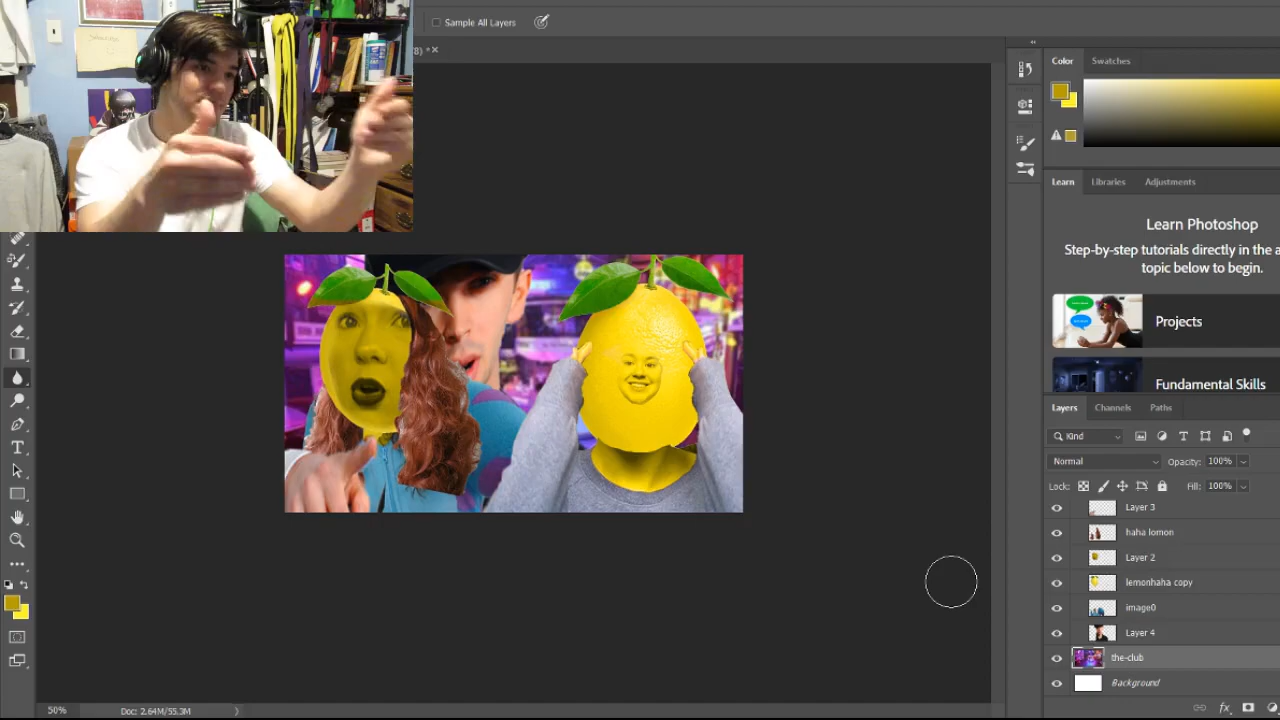 Sample All Layers
8) * ×
Color
Swatches
Learn
Libraries
Adjustments
Learn Photoshop
Step-by-step tutorials directly in the a
topic below to begin.
Projects
Fundamental Skills
Layers
Channels
Paths
Kind
Normal
Opacity: 100%
Lock:
Fill: 100%
Layer 3
haha lomon
Layer 2
lemonhaha copy
image0
Layer 4
the-club
Background
fx
50%
Doc: 2.64M/55.3M